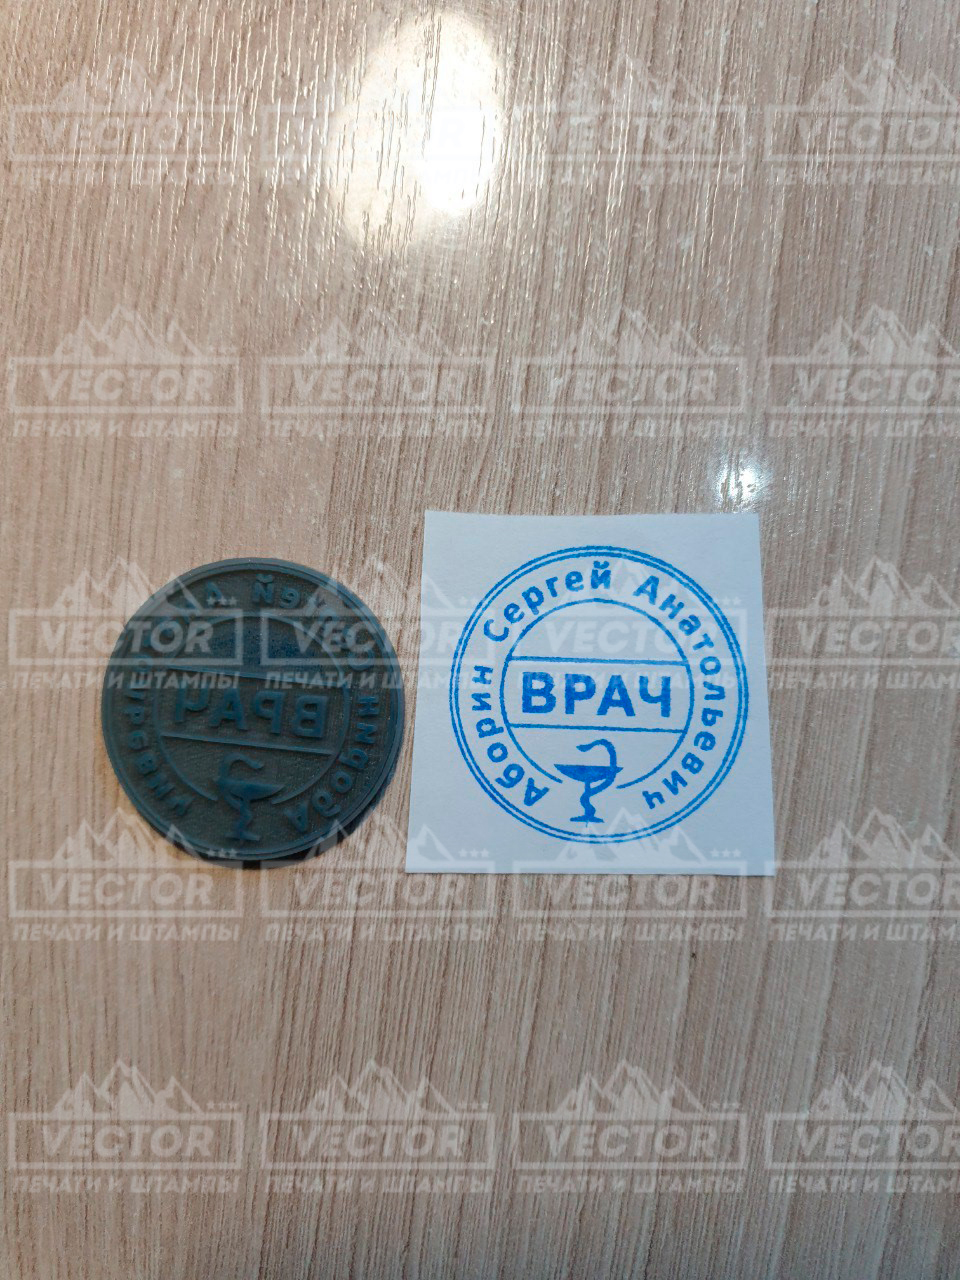 Аборин Сергей Анатольевич
ВРАЧ
VECTOR
ПЕЧАТИ И ШТАМПЫ